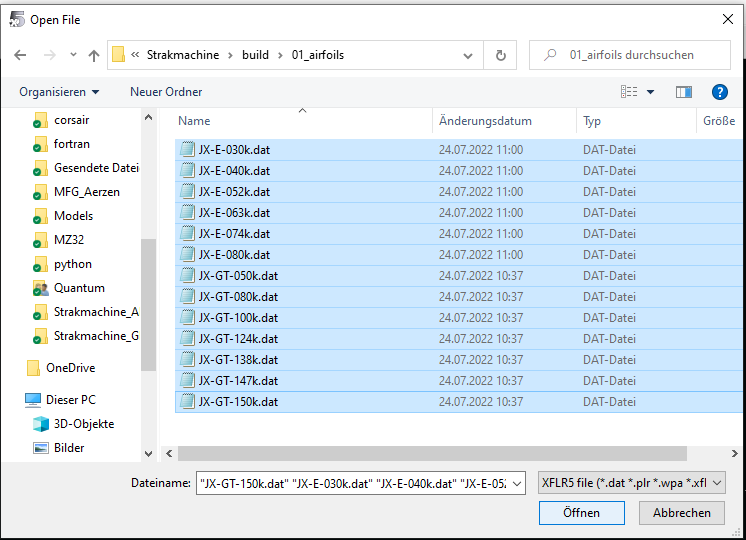 Open File
« Strakmachine › build › 01_airfoils
01_airfoils durchsuchen
Organisieren Neuer Ordner
Name Änderungsdatum Typ Größe
corsair
fortran
Gesendete Datei
MFG_Aerzen
Models
MZ32
python
Quantum
Strakmachine_A
Strakmachine_G
OneDrive
Dieser PC
3D-Objekte
Bilder
JX-E-030k.dat 24.07.2022 11:00 DAT-Datei
JX-E-040k.dat 24.07.2022 11:00 DAT-Datei
JX-E-052k.dat 24.07.2022 11:00 DAT-Datei
JX-E-063k.dat 24.07.2022 11:00 DAT-Datei
JX-E-074k.dat 24.07.2022 11:00 DAT-Datei
JX-E-080k.dat 24.07.2022 11:00 DAT-Datei
JX-GT-050k.dat 24.07.2022 10:37 DAT-Datei
JX-GT-080k.dat 24.07.2022 10:37 DAT-Datei
JX-GT-100k.dat 24.07.2022 10:37 DAT-Datei
JX-GT-124k.dat 24.07.2022 10:37 DAT-Datei
JX-GT-138k.dat 24.07.2022 10:37 DAT-Datei
JX-GT-147k.dat 24.07.2022 10:37 DAT-Datei
JX-GT-150k.dat 24.07.2022 10:37 DAT-Datei
Dateiname: "JX-GT-150k.dat" "JX-E-030k.dat" "JX-E-040k.dat" "JX-E-052 XFLR5 file (*.dat *.plr *.wpa *.xfl
Öffnen Abbrechen